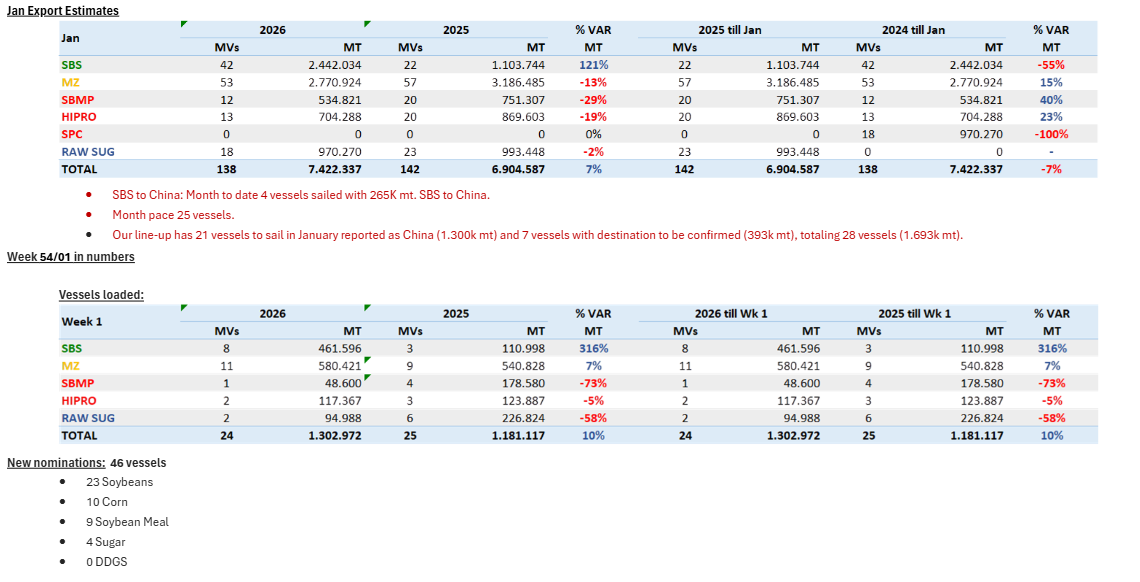 Jan Export Estimates
Jan 2026 2025 % VAR 2025 till Jan 2024 till Jan % VAR
MVs MT MVs MT MT MVs MT MVs MT MT
SBS 42 2.442.034 22 1.103.744 121% 22 1.103.744 42 2.442.034 -55%
MZ 53 2.770.924 57 3.186.485 -13% 57 3.186.485 53 2.770.924 15%
SBMP 12 534.821 20 751.307 -29% 20 751.307 12 534.821 40%
HIPRO 13 704.288 20 869.603 -19% 20 869.603 13 704.288 23%
SPC 0 0 0 0 0% 0 0 18 970.270 -100%
RAW SUG 18 970.270 23 993.448 -2% 23 993.448 0 0 -
TOTAL 138 7.422.337 142 6.904.587 7% 142 6.904.587 138 7.422.337 -7%
• SBS to China: Month to date 4 vessels sailed with 265K mt. SBS to China.
• Month pace 25 vessels.
• Our line-up has 21 vessels to sail in January reported as China (1.300k mt) and 7 vessels with destination to be confirmed (393k mt), totaling 28 vessels (1.693k mt).
Week 54/01 in numbers
Vessels loaded:
Week 1 2026 2025 % VAR 2026 till Wk 1 2025 till Wk 1 % VAR
MVs MT MVs MT MT MVs MT MVs MT MT
SBS 8 461.596 3 110.998 316% 8 461.596 3 110.998 316%
MZ 11 580.421 9 540.828 7% 11 580.421 9 540.828 7%
SBMP 1 48.600 4 178.580 -73% 1 48.600 4 178.580 -73%
HIPRO 2 117.367 3 123.887 -5% 2 117.367 3 123.887 -5%
RAW SUG 2 94.988 6 226.824 -58% 2 94.988 6 226.824 -58%
TOTAL 24 1.302.972 25 1.181.117 10% 24 1.302.972 25 1.181.117 10%
New nominations: 46 vessels
• 23 Soybeans
• 10 Corn
• 9 Soybean Meal
• 4 Sugar
• 0 DDGS